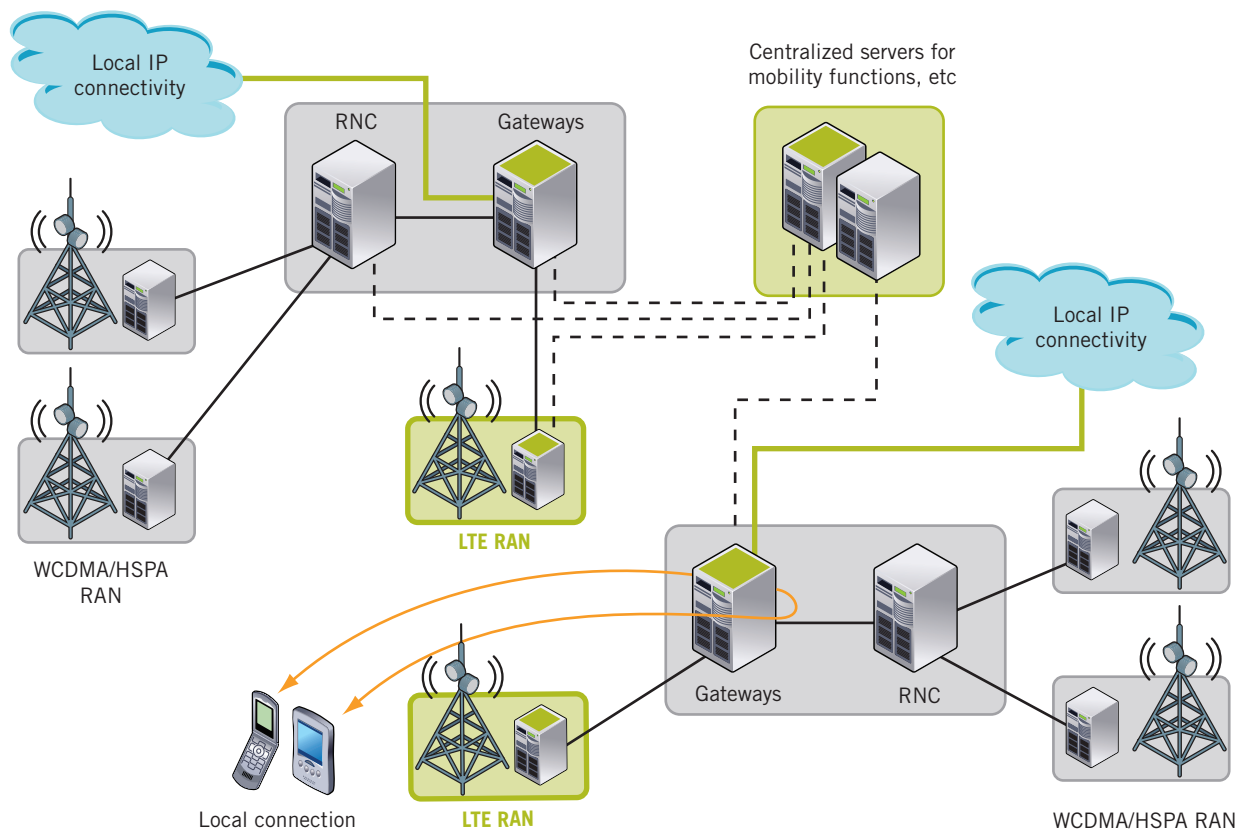 Local IP
connectivity
Centralized servers for
mobility functions, etc
RNC
Gateways
Local IP
connectivity
LTE RAN
WCDMA/HSPA
RAN
Gateways
RNC
Local connection
LTE RAN
WCDMA/HSPA RAN